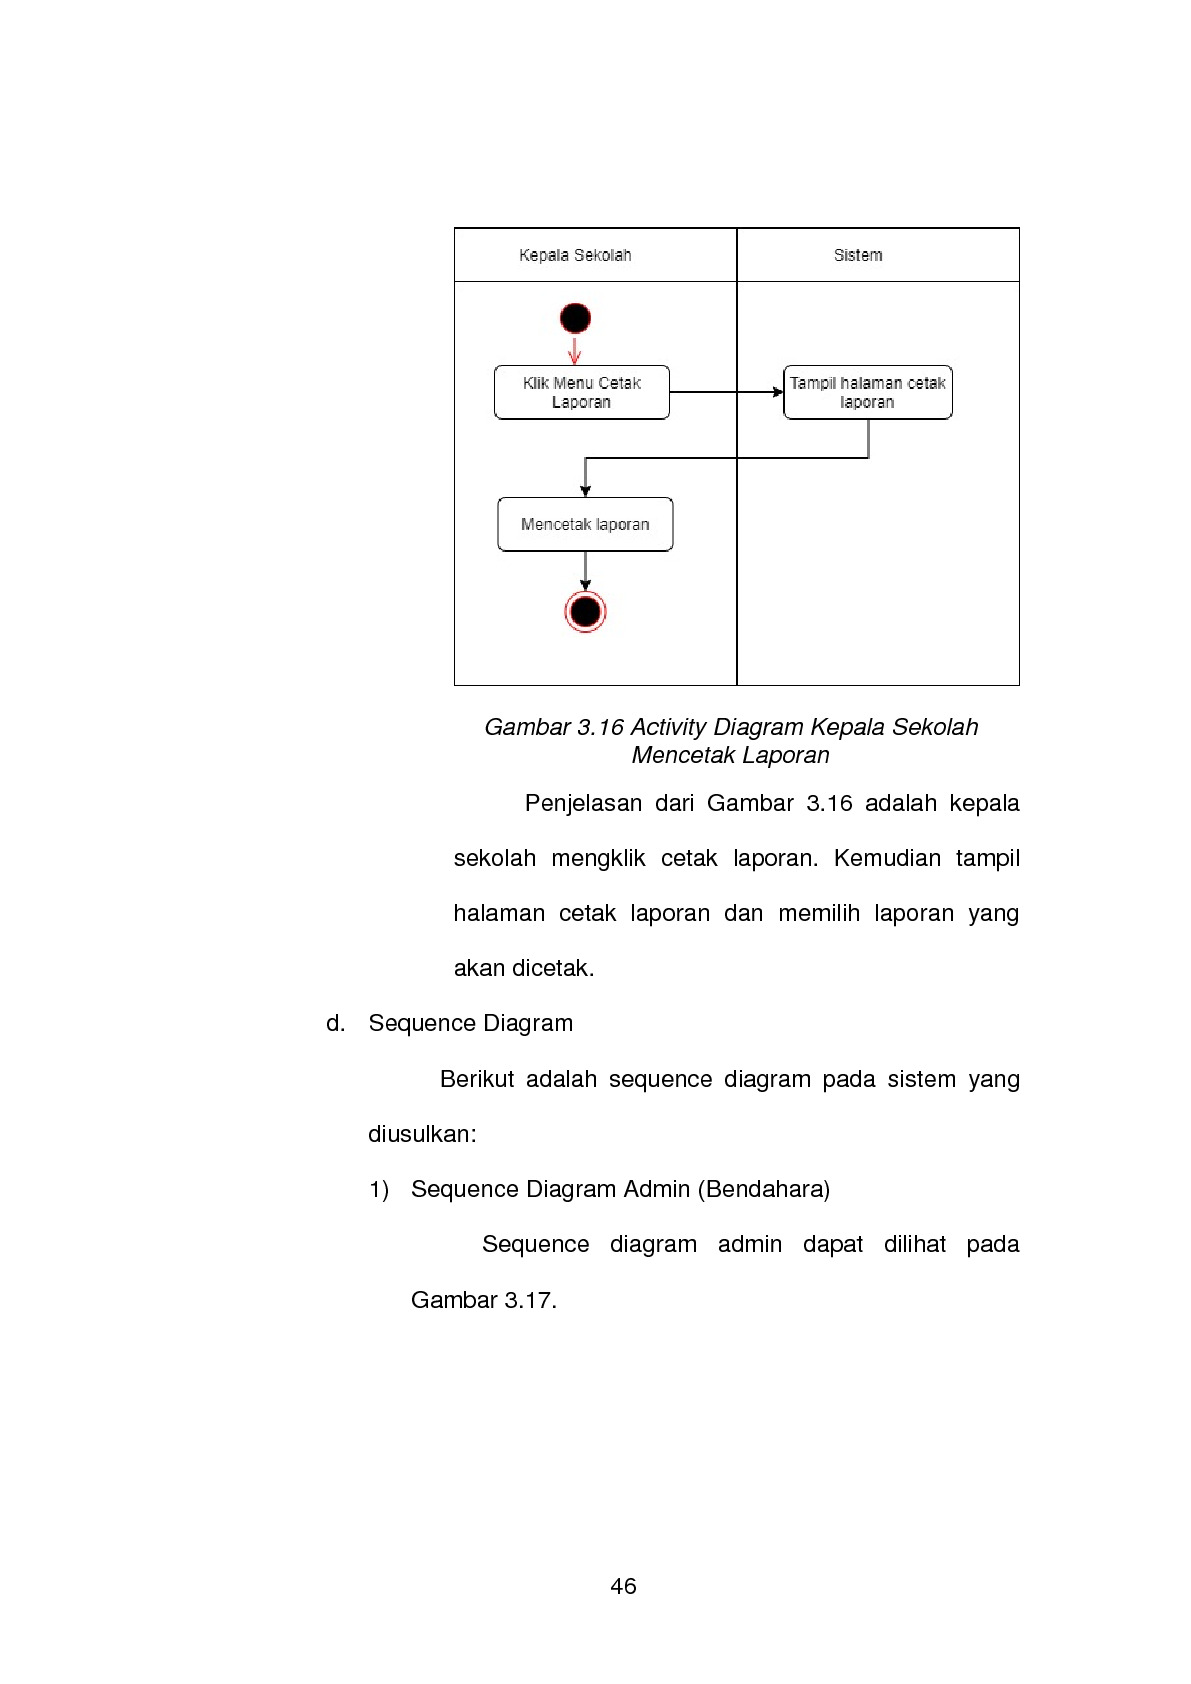 Kepala Sekolah
Sistem
Klik Menu Cetak
Laporan
Tampil halaman cetak
laporan
Mencetak laporan
Gambar 3.16 Activity Diagram Kepala Sekolah
Mencetak Laporan
Penjelasan dari Gambar 3.16 adalah kepala
sekolah mengklik cetak laporan. Kemudian tampil
halaman cetak laporan dan memilih laporan yang
akan dicetak.
d. Sequence Diagram
Berikut adalah sequence diagram pada sistem yang
diusulkan:
1) Sequence Diagram Admin (Bendahara)
Sequence diagram admin dapat dilihat pada
Gambar 3.17.
46